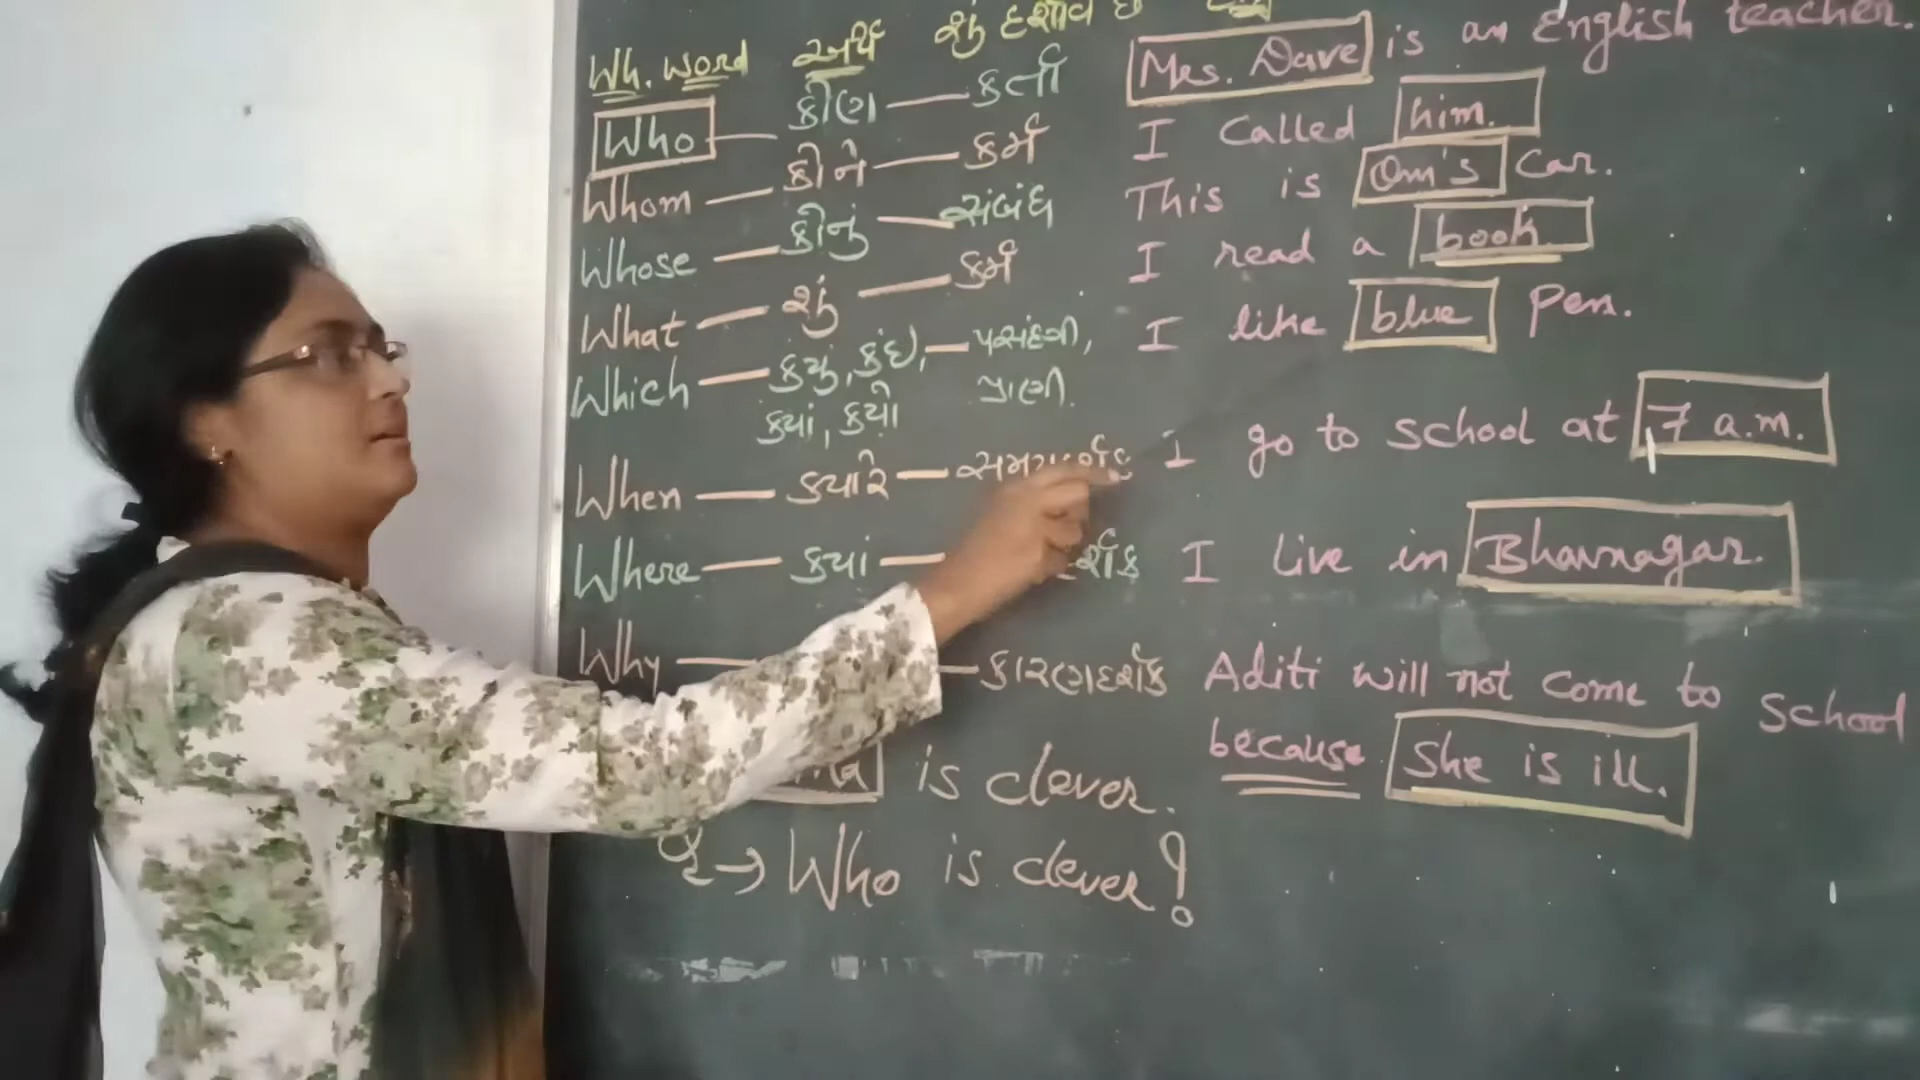 Wh. word અર્થ શું દર્શાવે છે
Who — કોણ — કર્તા Mrs. Dave is an English teacher.
Whom — કોને — કર્મ I called him.
Whose — કોનું — સંબંધ This is Om's car.
What — શું — કર્મ I read a book
Which — કયું, કઇ, — પસંદગી, I like blue pen.
કયાં, કયો પ્રાણી.
When — કયારે — I go to school at 7 a.m.
Where — કયાં — I live in Bhavnagar.
Why — — કારણદર્શક Aditi will not come to school
because She is ill.
is clever.
→ Who is clever?